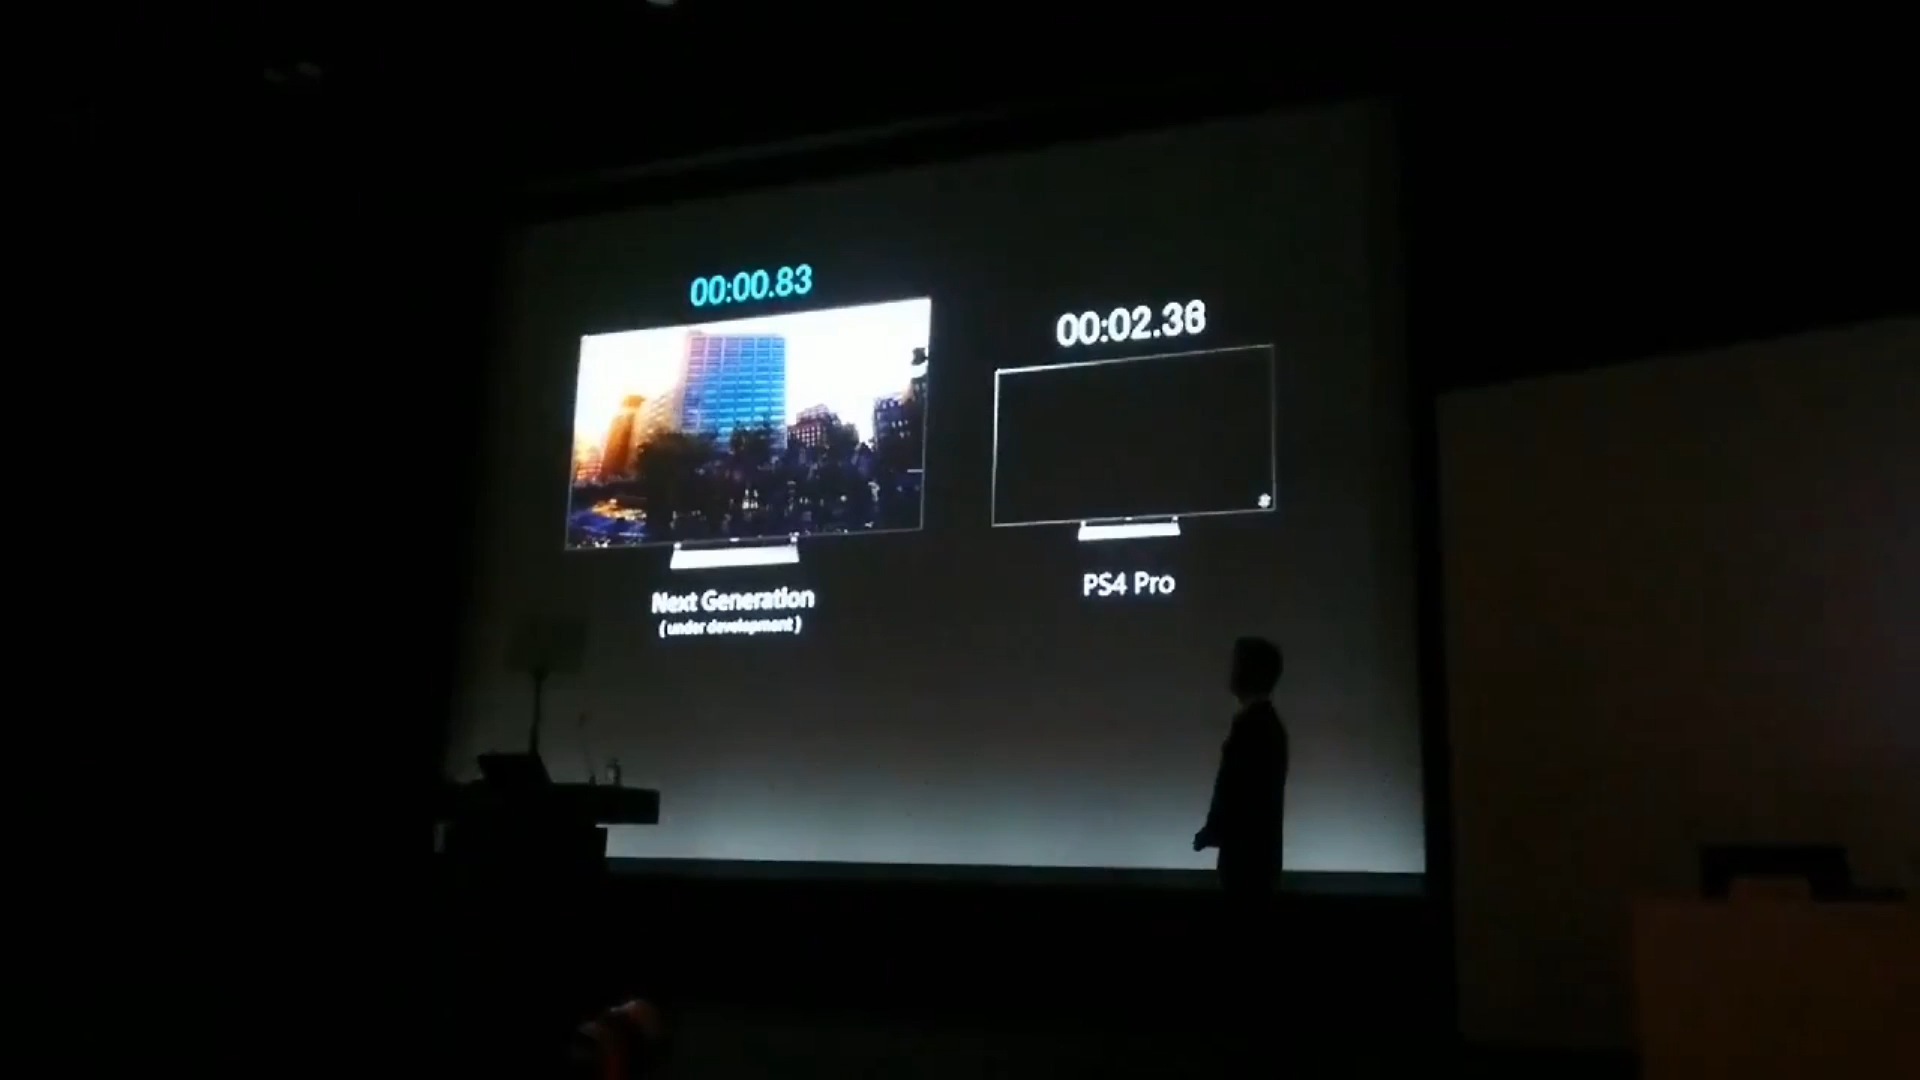 00:00.83
00:02.36
Next Generation
( under development )
PS4 Pro